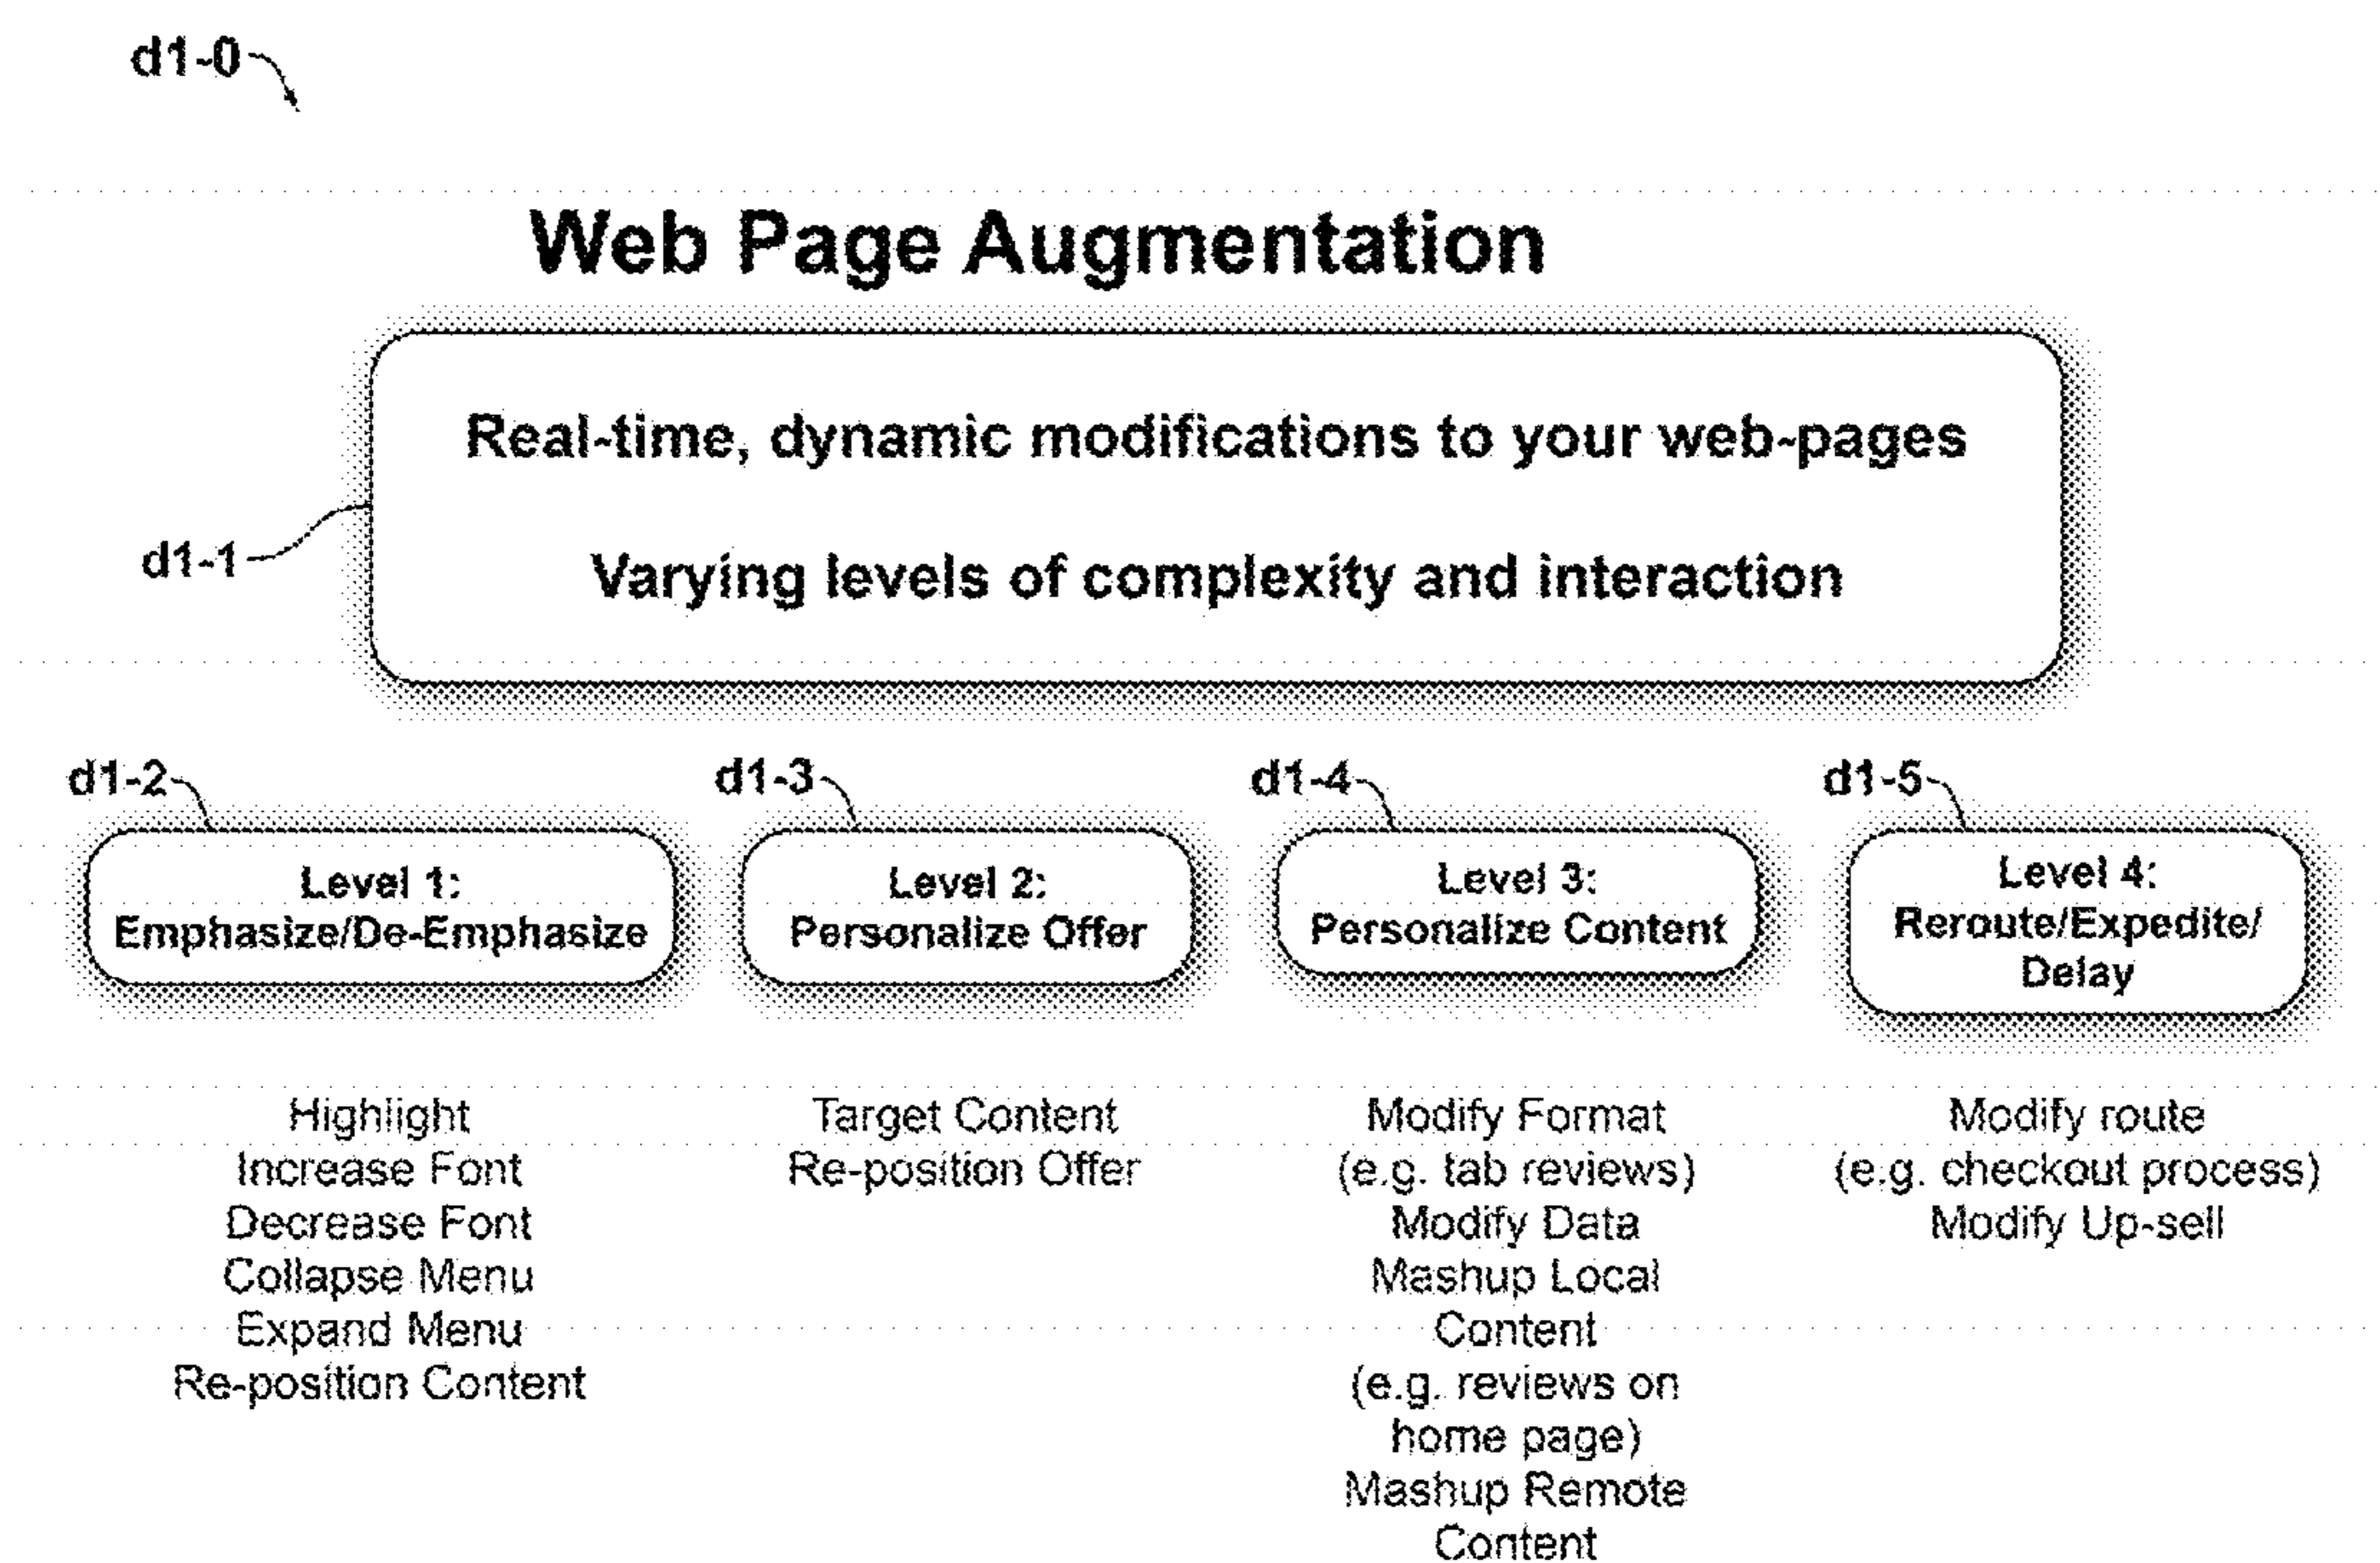 d1-0
Web Page Augmentation
Real-time, dynamic modifications to your web-pages
d1-1
Varying levels of complexity and interaction
d1-2
d1-3
d1-4
d1-5
Level 1:
Emphasize/De-Emphasize
Level 2:
Personalize Offer
Level 3:
Personalize Content
Level 4:
Reroute/Expedite/
Delay
Highlight
Increase Font
Decrease Font
Collapse Menu
Expand Menu
Re-position Content
Target Content
Re-position Offer
Modify Format
(e.g. tab reviews)
Modify Data
Mashup Local
Content
(e.g. reviews on
home page)
Mashup Remote
Content
Modify route
(e.g. checkout process)
Modify Up-sell